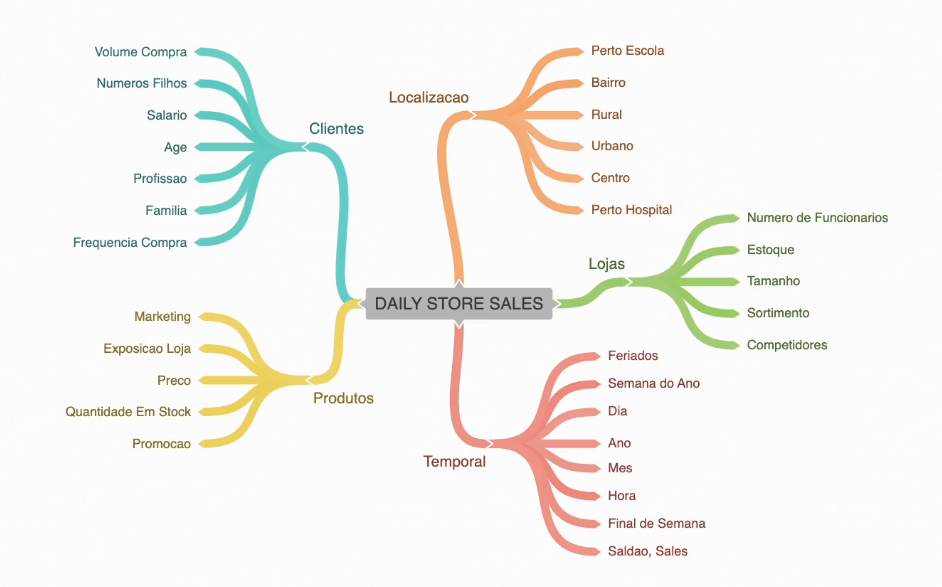 DAILY STORE SALES
Clientes
Volume Compra
Numeros Filhos
Salario
Age
Profissao
Familia
Frequencia Compra
Produtos
Marketing
Exposicao Loja
Preco
Quantidade Em Stock
Promocao
Localizacao
Perto Escola
Bairro
Rural
Urbano
Centro
Perto Hospital
Lojas
Numero de Funcionarios
Estoque
Tamanho
Sortimento
Competidores
Temporal
Feriados
Semana do Ano
Dia
Ano
Mes
Hora
Final de Semana
Saldao, Sales